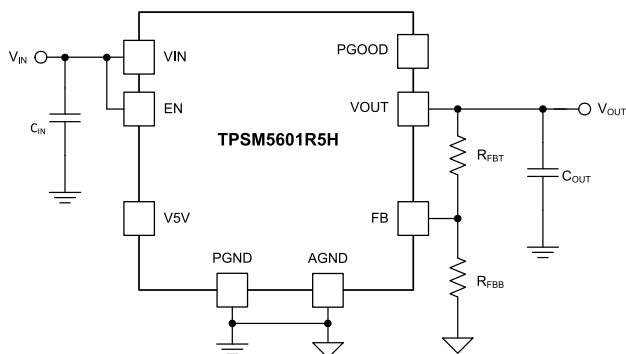 V_IN
VIN
PGOOD
EN
VOUT
V_OUT
C_IN
TPSM5601R5H
R_FBT
C_OUT
V5V
FB
PGND
AGND
R_FBB